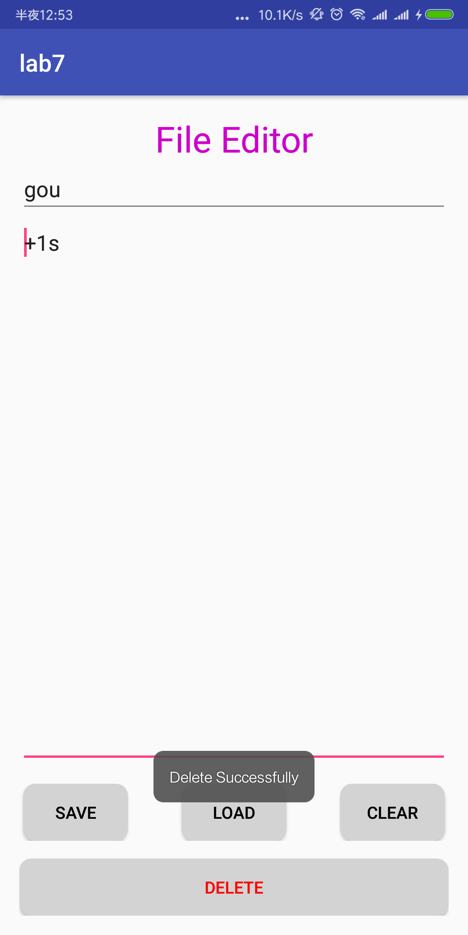 半夜12:53 ... 10.1K/s
lab7
File Editor
gou
+1s
Delete Successfully
SAVE LOAD CLEAR
DELETE